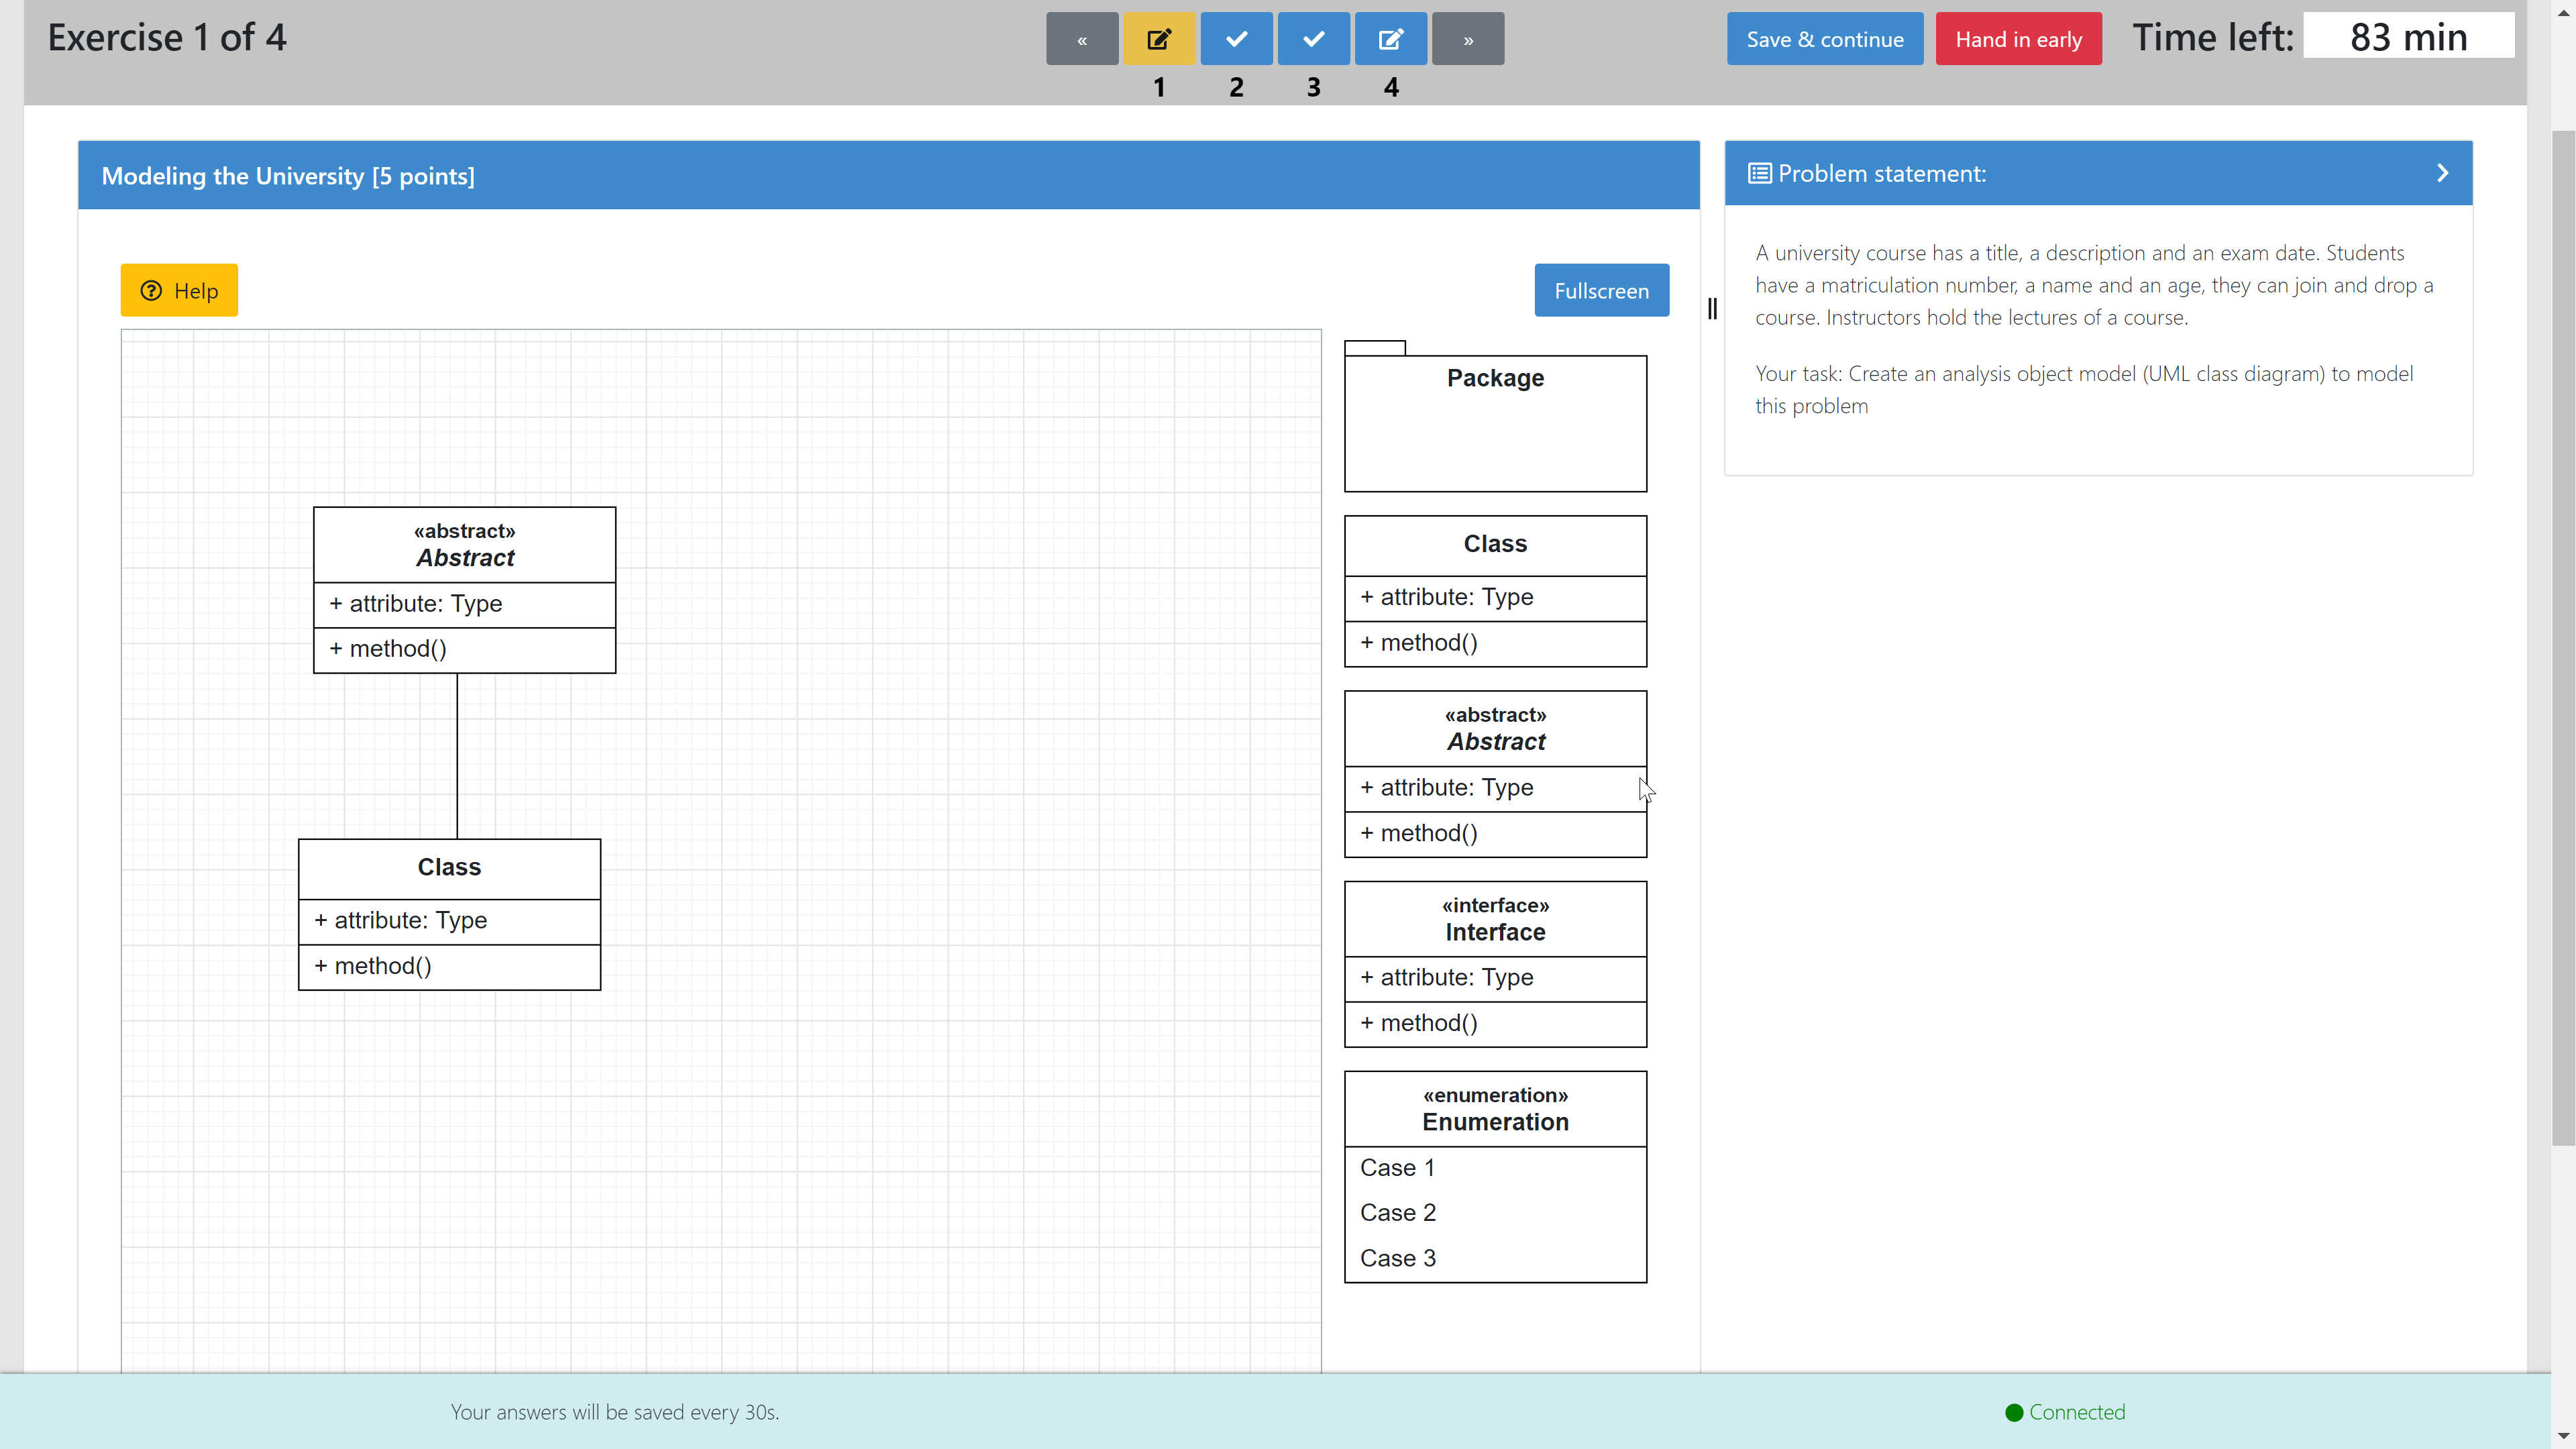 Exercise 1 of 4
«
»
1
2
3
4
Save & continue
Hand in early
Time left:
83 min
Modeling the University [5 points]
Help
Fullscreen
«abstract»
Abstract
+ attribute: Type
+ method()
Class
+ attribute: Type
+ method()
Package
Class
+ attribute: Type
+ method()
«abstract»
Abstract
+ attribute: Type
+ method()
«interface»
Interface
+ attribute: Type
+ method()
«enumeration»
Enumeration
Case 1
Case 2
Case 3
Problem statement:
A university course has a title, a description and an exam date. Students
have a matriculation number, a name and an age, they can join and drop a
course. Instructors hold the lectures of a course.
Your task: Create an analysis object model (UML class diagram) to model
this problem
Your answers will be saved every 30s.
Connected